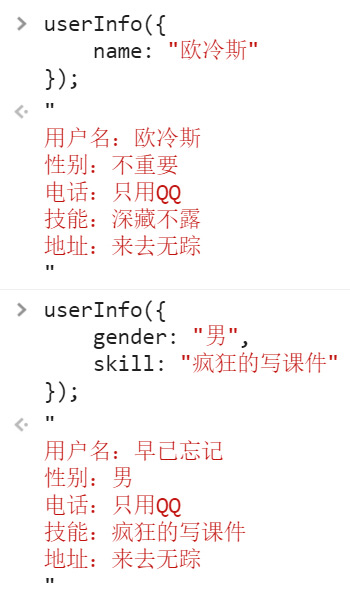 > userInfo({
name: "欧冷斯"
});
<· "
用户名：欧冷斯
性别：不重要
电话：只用QQ
技能：深藏不露
地址：来去无踪
"
> userInfo({
gender: "男",
skill: "疯狂的写课件"
});
<· "
用户名：早已忘记
性别：男
电话：只用QQ
技能：疯狂的写课件
地址：来去无踪
"